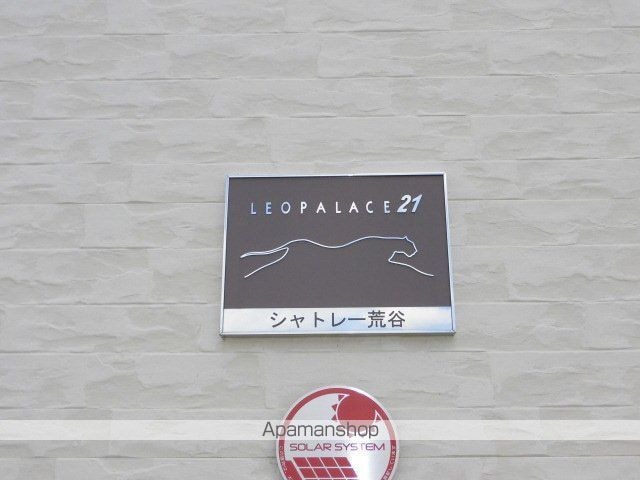 LEOPALACE21
シャトレー荒谷
Apamanshop
SOLAR SYSTEM